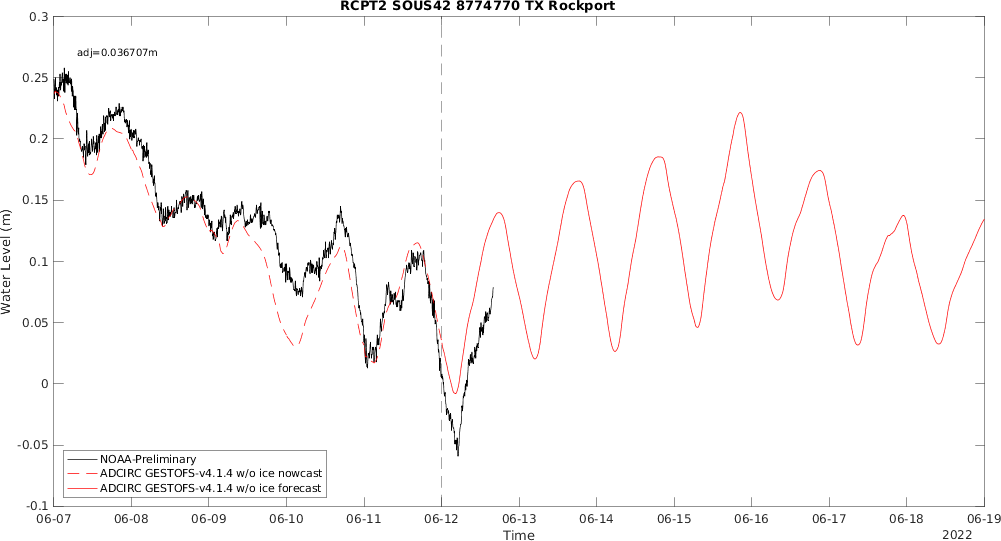 RCPT2 SOUS42 8774770 TX Rockport
adj=0.036707m
0.3
0.25
0.2
0.15
0.1
0.05
0
-0.05
-0.1
Water Level (m)
NOAA-Preliminary
ADCIRC GESTOFS-v4.1.4 w/o ice nowcast
ADCIRC GESTOFS-v4.1.4 w/o ice forecast
06-07 06-08 06-09 06-10 06-11 06-12 06-13 06-14 06-15 06-16 06-17 06-18 06-19
Time
2022